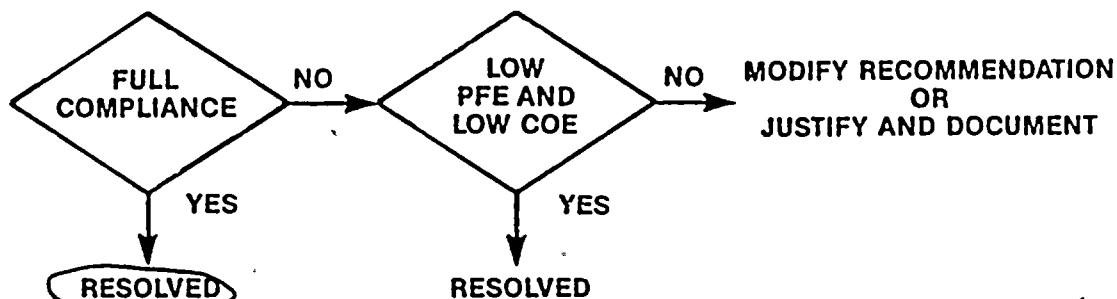 FULL
COMPLIANCE
NO
LOW
PFE AND
LOW COE
NO
MODIFY RECOMMENDATION
OR
JUSTIFY AND DOCUMENT
YES
YES
RESOLVED
RESOLVED